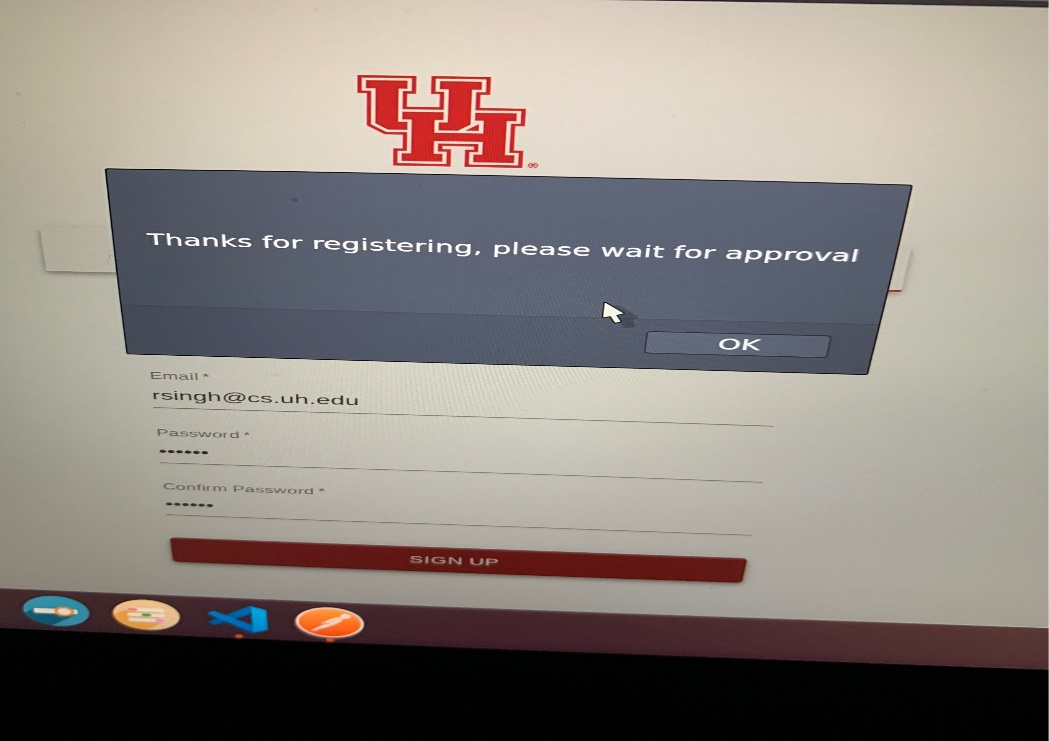 UH®
Thanks for registering, please wait for approval
OK
Email *
rsingh@cs.uh.edu
Password *
••••••
Confirm Password *
••••••
SIGN UP